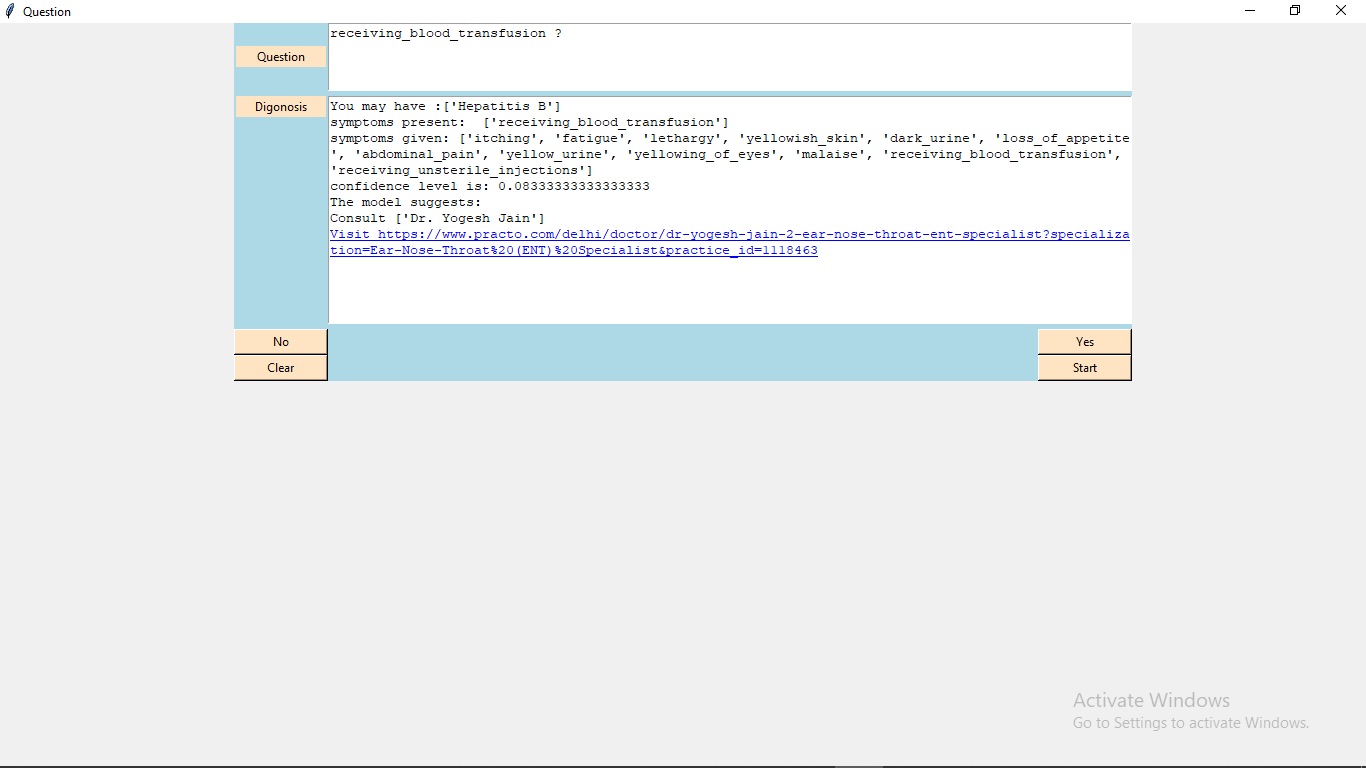 Question
receiving_blood_transfusion ?
Question
Digonosis
You may have :['Hepatitis B']
symptoms present:  ['receiving_blood_transfusion']
symptoms given: ['itching', 'fatigue', 'lethargy', 'yellowish_skin', 'dark_urine', 'loss_of_appetite
', 'abdominal_pain', 'yellow_urine', 'yellowing_of_eyes', 'malaise', 'receiving_blood_transfusion',
'receiving_unsterile_injections']
confidence level is: 0.08333333333333333
The model suggests:
Consult ['Dr. Yogesh Jain']
Visit https://www.practo.com/delhi/doctor/dr-yogesh-jain-2-ear-nose-throat-ent-specialist?specializa
tion=Ear-Nose-Throat%20(ENT)%20Specialist&practice_id=1118463
No
Yes
Clear
Start
Activate Windows
Go to Settings to activate Windows.